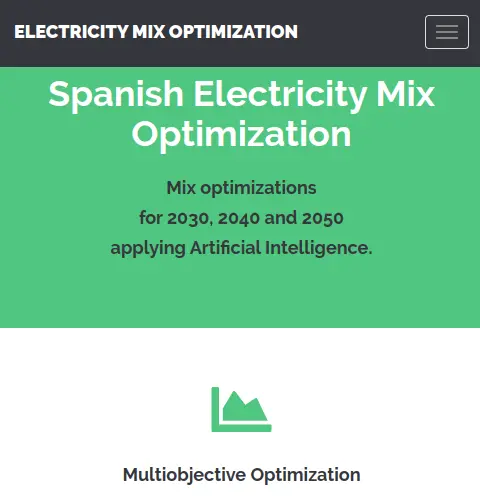 ELECTRICITY MIX OPTIMIZATION
Spanish Electricity Mix
Optimization
Mix optimizations
for 2030, 2040 and 2050
applying Artificial Intelligence.
Multiobjective Optimization